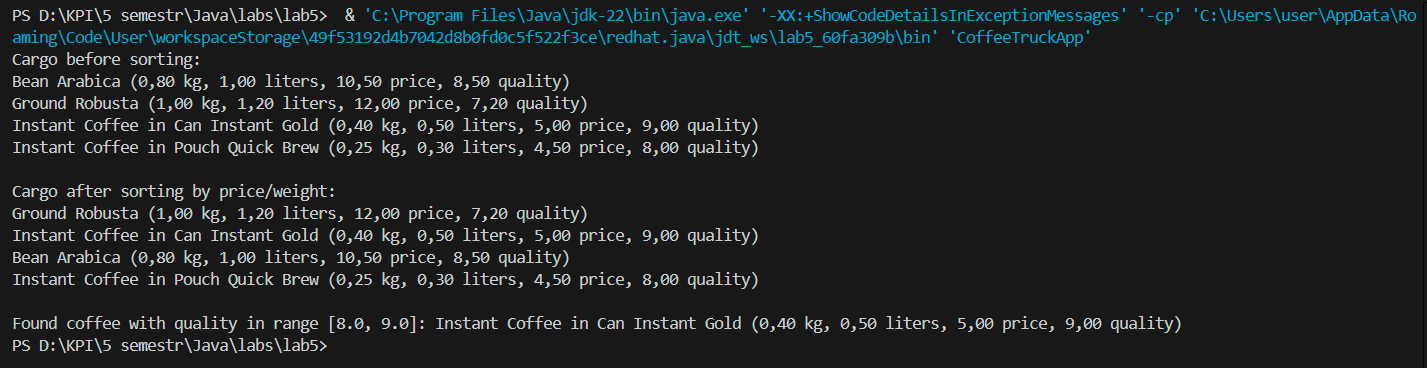 PS D:\KPI\5 semestr\Java\labs\lab5>  & 'C:\Program Files\Java\jdk-22\bin\java.exe' '-XX:+ShowCodeDetailsInExceptionMessages' '-cp' 'C:\Users\user\AppData\Ro
aming\Code\User\workspaceStorage\49f53192d4b7042d8b0fd0c5f522f3ce\redhat.java\jdt_ws\lab5_60fa309b\bin' 'CoffeeTruckApp'
Cargo before sorting:
Bean Arabica (0,80 kg, 1,00 liters, 10,50 price, 8,50 quality)
Ground Robusta (1,00 kg, 1,20 liters, 12,00 price, 7,20 quality)
Instant Coffee in Can Instant Gold (0,40 kg, 0,50 liters, 5,00 price, 9,00 quality)
Instant Coffee in Pouch Quick Brew (0,25 kg, 0,30 liters, 4,50 price, 8,00 quality)

Cargo after sorting by price/weight:
Ground Robusta (1,00 kg, 1,20 liters, 12,00 price, 7,20 quality)
Instant Coffee in Can Instant Gold (0,40 kg, 0,50 liters, 5,00 price, 9,00 quality)
Bean Arabica (0,80 kg, 1,00 liters, 10,50 price, 8,50 quality)
Instant Coffee in Pouch Quick Brew (0,25 kg, 0,30 liters, 4,50 price, 8,00 quality)

Found coffee with quality in range [8.0, 9.0]: Instant Coffee in Can Instant Gold (0,40 kg, 0,50 liters, 5,00 price, 9,00 quality)
PS D:\KPI\5 semestr\Java\labs\lab5>